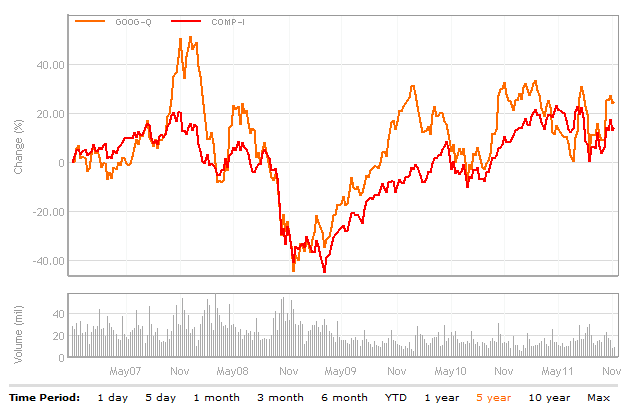 GOOG-Q COMP-I
Change (%)
40.00
20.00
0
-20.00
-40.00
Volume (mil)
40
20
0
May07 Nov May08 Nov May09 Nov May10 Nov May11 Nov
Time Period: 1 day 5 day 1 month 3 month 6 month YTD 1 year 5 year 10 year Max